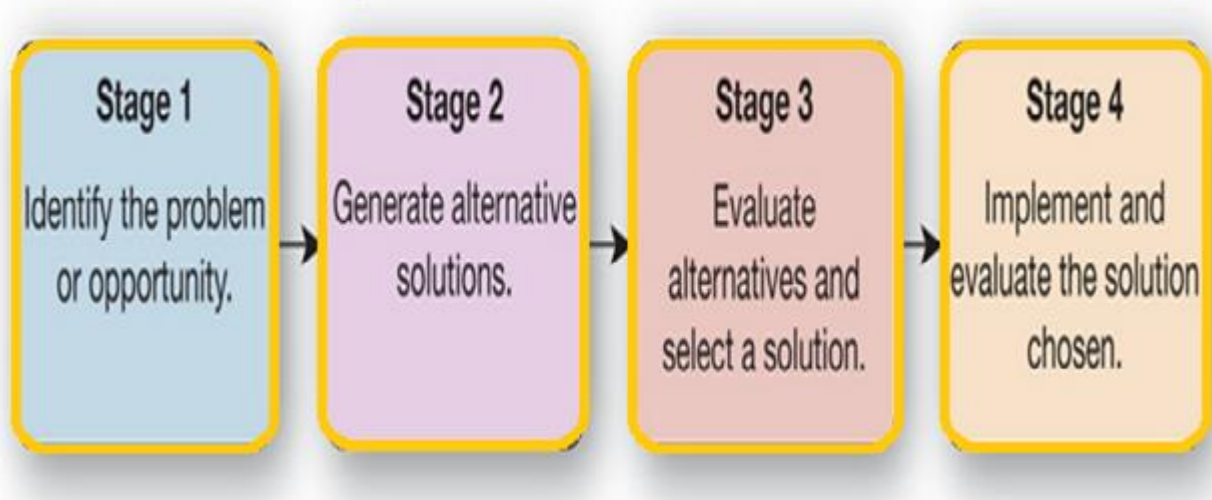 Stage 1
Identify the problem
or opportunity.
Stage 2
Generate alternative
solutions.
Stage 3
Evaluate
alternatives and
select a solution.
Stage 4
Implement and
evaluate the solution
chosen.